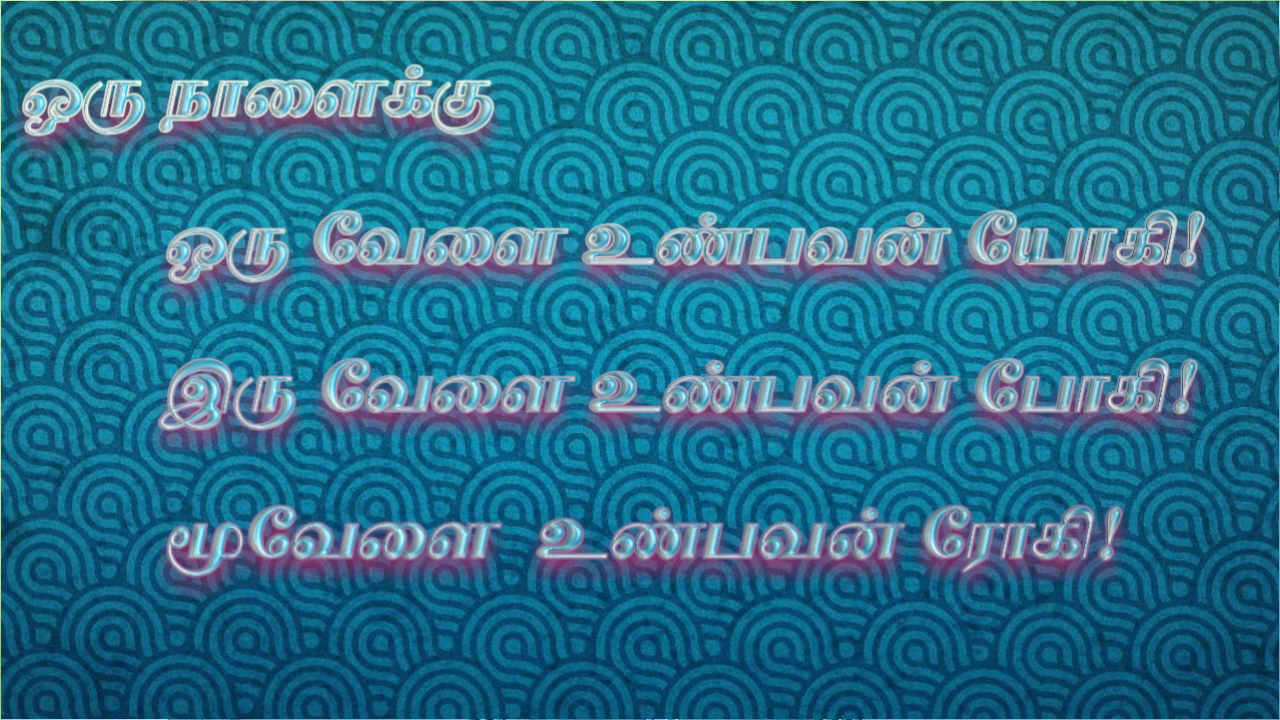 ஒரு நாளைக்கு
ஒரு வேளை உண்பவன் யோகி!
இரு வேளை உண்பவன் போகி!
மூவேளை உண்பவன் ரோகி!